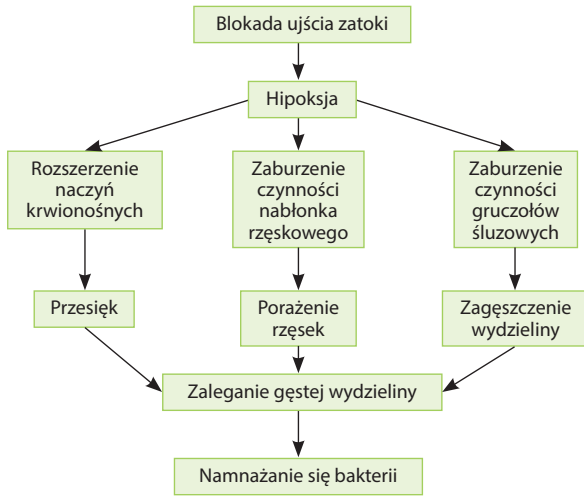 Blokada ujścia zatoki
Hipoksja
Rozszerzenie
naczyń
krwionośnych
Zaburzenie
czynności
nabłonka
rzęskowego
Zaburzenie
czynności
gruczołów
śluzowych
Przesięk
Porażenie
rzęsek
Zagęszczenie
wydzieliny
Zaleganie gęstej wydzieliny
Namnażanie się bakterii